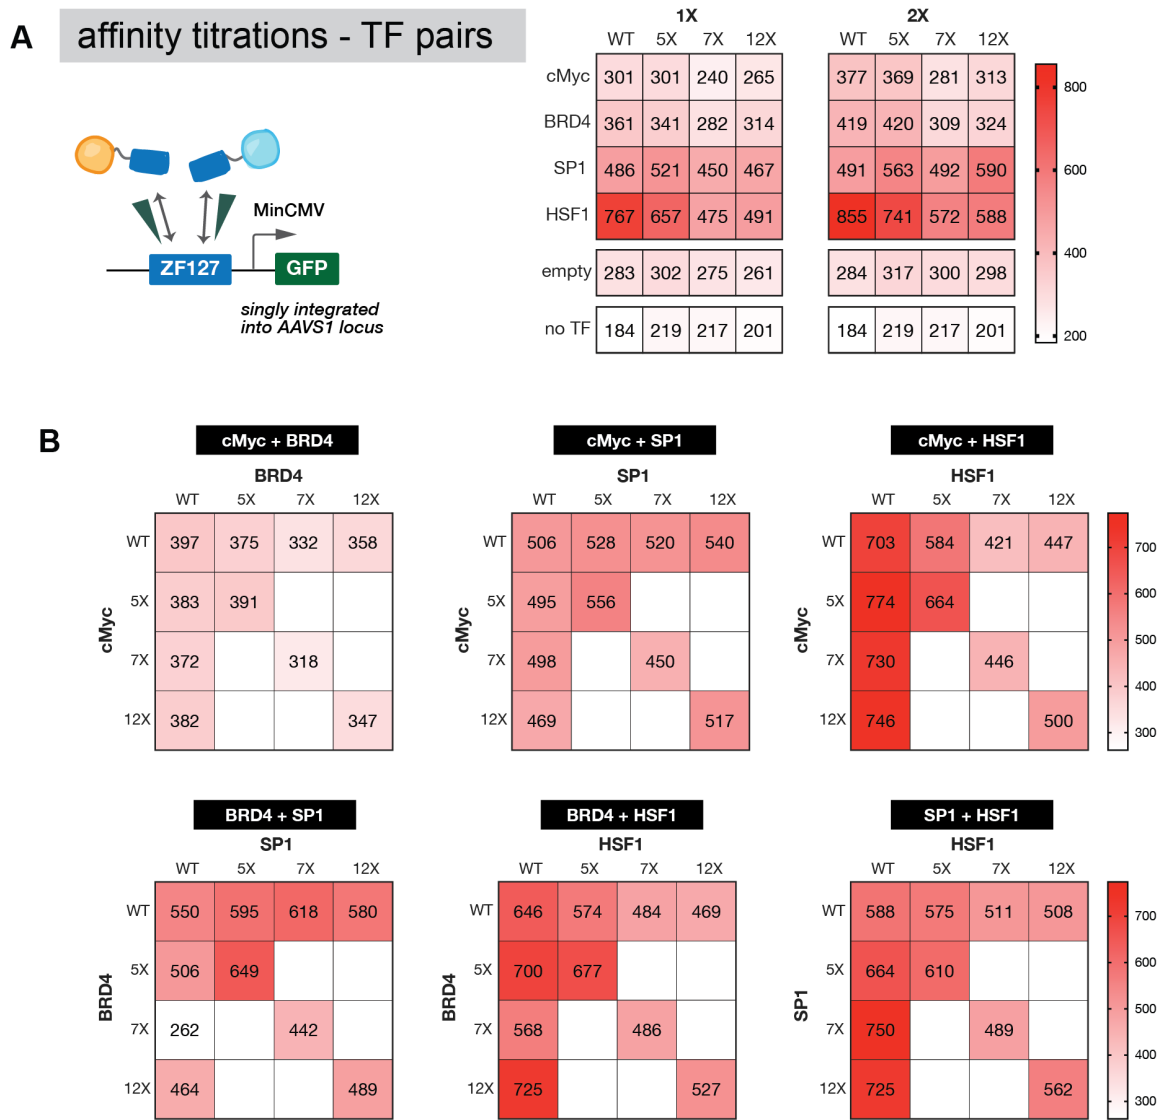 A
affinity titrations - TF pairs
MinCMV
ZF127
GFP
singly integrated
into AAVS1 locus
1X
2X
WT 5X 7X 12X
WT 5X 7X 12X
cMyc 301 301 240 265 377 369 281 313
BRD4 361 341 282 314 419 420 309 324
SP1 486 521 450 467 491 563 492 590
HSF1 767 657 475 491 855 741 572 588
empty 283 302 275 261 284 317 300 298
no TF 184 219 217 201 184 219 217 201
800
600
400
200
B
cMyc + BRD4
BRD4
WT 5X 7X 12X
cMyc
WT 397 375 332 358
5X 383 391
7X 372 318
12X 382 347
cMyc + SP1
SP1
WT 5X 7X 12X
cMyc
WT 506 528 520 540
5X 495 556
7X 498 450
12X 469 517
cMyc + HSF1
HSF1
WT 5X 7X 12X
cMyc
WT 703 584 421 447
5X 774 664
7X 730 446
12X 746 500
700
600
500
400
300
BRD4 + SP1
SP1
WT 5X 7X 12X
BRD4
WT 550 595 618 580
5X 506 649
7X 262 442
12X 464 489
BRD4 + HSF1
HSF1
WT 5X 7X 12X
BRD4
WT 646 574 484 469
5X 700 677
7X 568 486
12X 725 527
SP1 + HSF1
HSF1
WT 5X 7X 12X
SP1
WT 588 575 511 508
5X 664 610
7X 750 489
12X 725 562
700
600
500
400
300